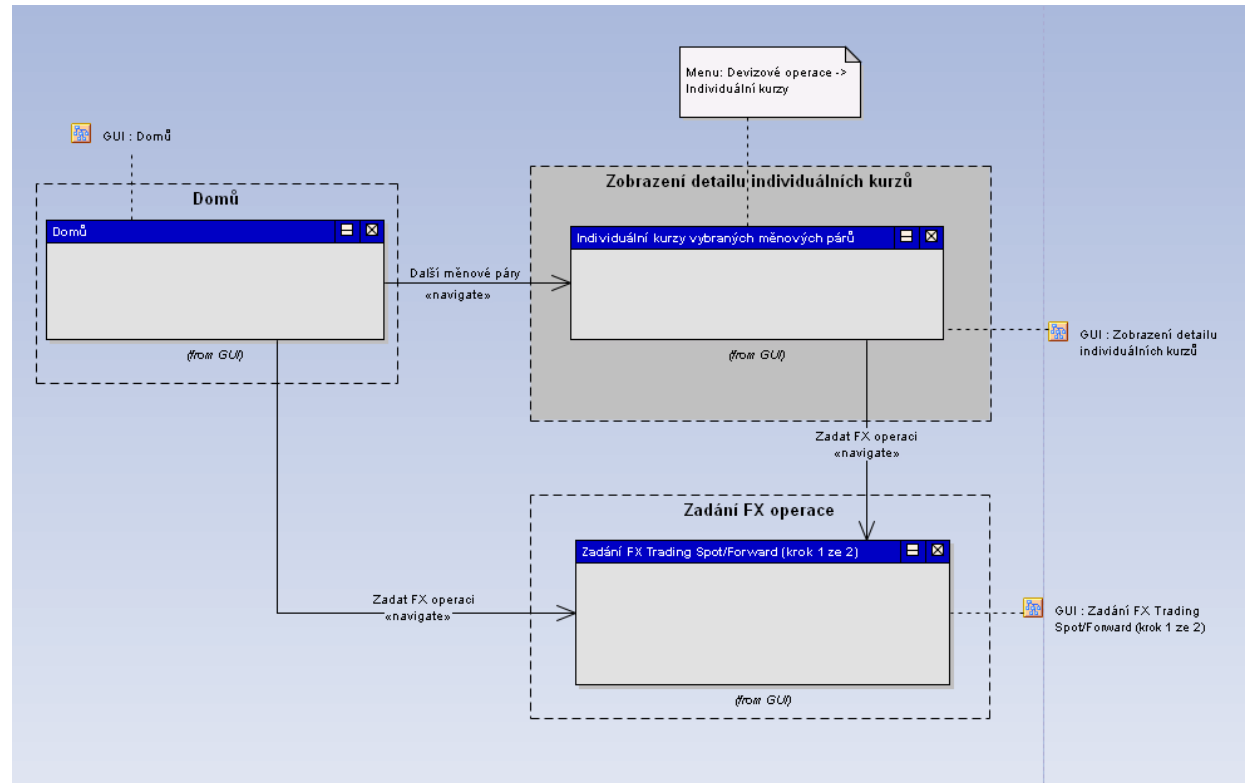 Menu: Devizové operace ->
Individuální kurzy
GUI : Domů
Domů
Domů
(from GUI)
Další měnové páry
«navigate»
Zobrazení detailu individuálních kurzů
Individuální kurzy vybraných měnových párů
(from GUI)
GUI : Zobrazení detailu
individuálních kurzů
Zadat FX operaci
«navigate»
Zadání FX operace
Zadání FX Trading Spot/Forward (krok 1 ze 2)
(from GUI)
Zadat FX operaci
«navigate»
GUI : Zadání FX Trading
Spot/Forward (krok 1 ze 2)